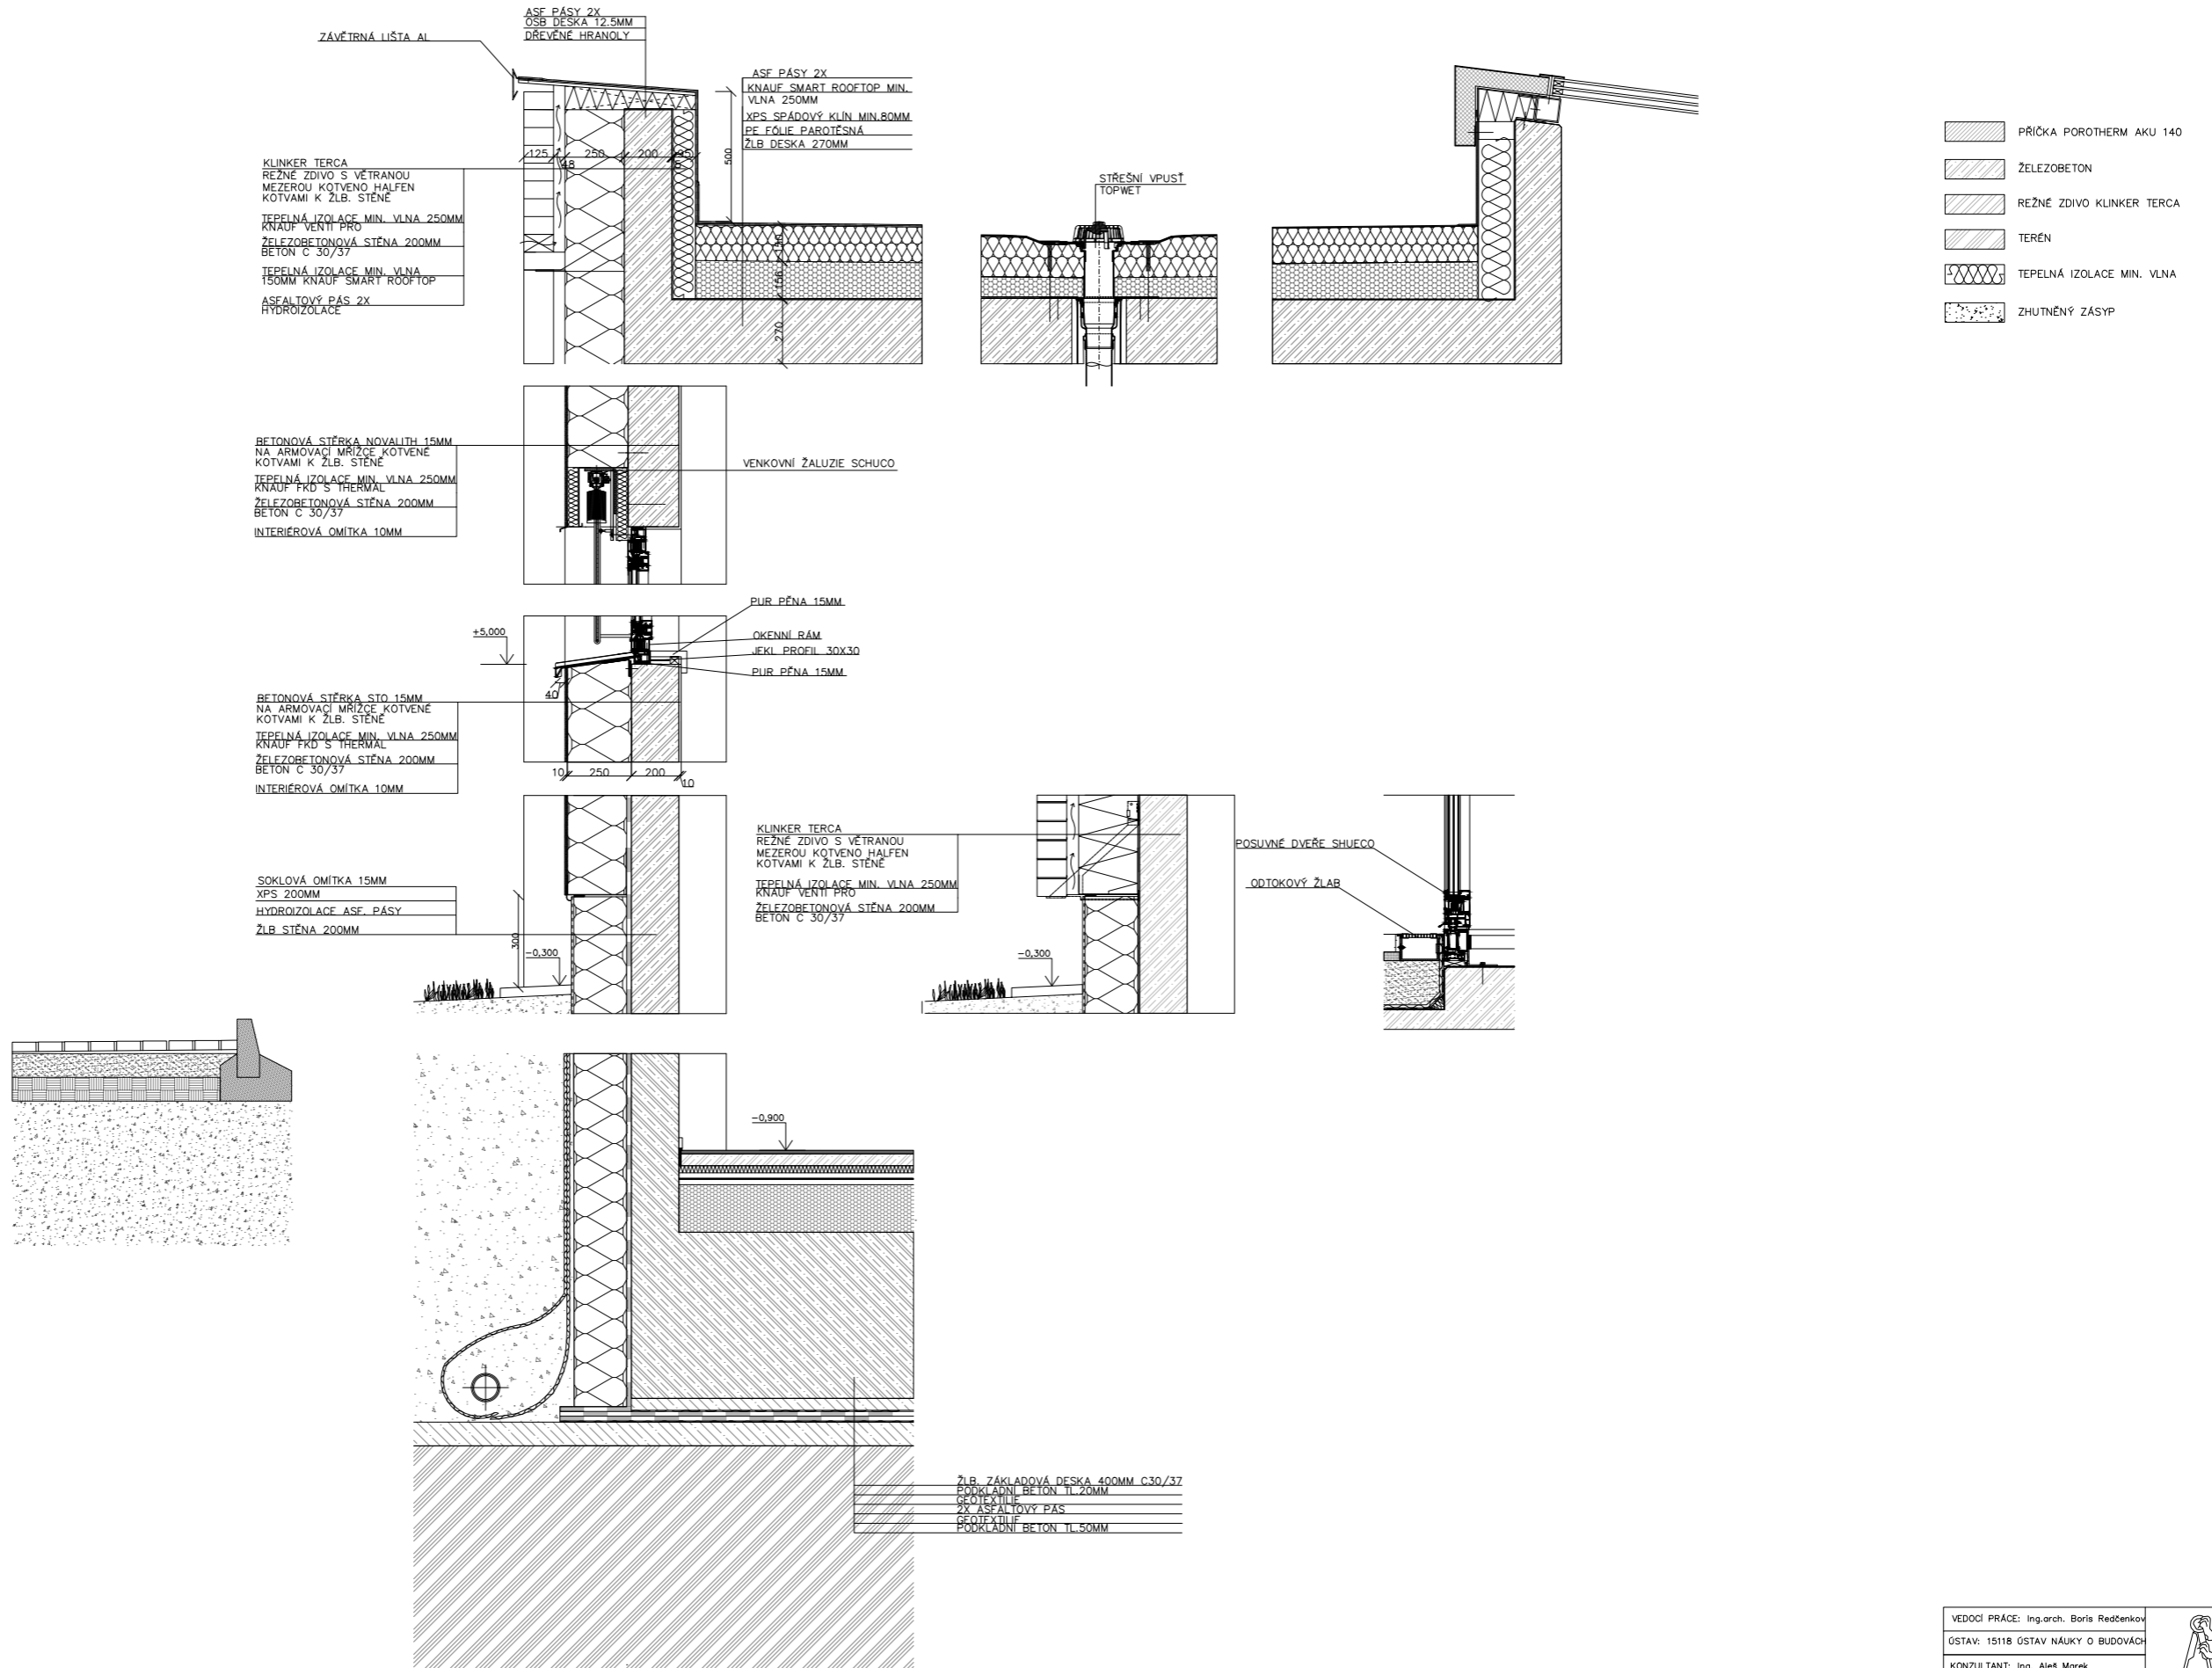 ASF PÁSY 2X
OSB DESKA 12.5MM
DŘEVĚNÉ HRANOLY
ZÁVĚTRNÁ LIŠTA AL
ASF PÁSY 2X
KNAUF SMART ROOFTOP MIN.
VLNA 250MM
XPS SPÁDOVÝ KLÍN MIN.80MM
PE FÓLIE PAROTĚSNÁ
ŽLB DESKA 270MM
500
125
48
250
200
KLINKER TERCA
REŽNÉ ZDIVO S VĚTRANOU
MEZEROU KOTVENO HALFEN
KOTVAMI K ŽLB. STĚNĚ
TEPELNÁ IZOLACE MIN. VLNA 250MM
KNAUF VENTI PRO
ŽELEZOBETONOVÁ STĚNA 200MM
BETON C 30/37
TEPELNÁ IZOLACE MIN. VLNA
150MM KNAUF SMART ROOFTOP
ASFALTOVÝ PÁS 2X
HYDROIZOLACE
156
270
STŘEŠNÍ VPUSŤ
TOPWET
PŘÍČKA POROTHERM AKU 140
ŽELEZOBETON
REŽNÉ ZDIVO KLINKER TERCA
TERÉN
TEPELNÁ IZOLACE MIN. VLNA
ZHUTNĚNÝ ZÁSYP
BETONOVÁ STĚRKA NOVALITH 15MM
NA ARMOVACÍ MŘÍŽCE KOTVENÉ
KOTVAMI K ŽLB. STĚNĚ
TEPELNÁ IZOLACE MIN. VLNA 250MM
KNAUF FKD S THERMAL
ŽELEZOBETONOVÁ STĚNA 200MM
BETON C 30/37
INTERIÉROVÁ OMÍTKA 10MM
VENKOVNÍ ŽALUZIE SCHUCO
PUR PĚNA 15MM
OKENNÍ RÁM
JEKL PROFIL 30X30
PUR PĚNA 15MM
+5,000
40
BETONOVÁ STĚRKA STO 15MM
NA ARMOVACÍ MŘÍŽCE KOTVENÉ
KOTVAMI K ŽLB. STĚNĚ
TEPELNÁ IZOLACE MIN. VLNA 250MM
KNAUF FKD S THERMAL
ŽELEZOBETONOVÁ STĚNA 200MM
BETON C 30/37
INTERIÉROVÁ OMÍTKA 10MM
10
250
200
10
SOKLOVÁ OMÍTKA 15MM
XPS 200MM
HYDROIZOLACE ASF. PÁSY
ŽLB STĚNA 200MM
300
-0,300
KLINKER TERCA
REŽNÉ ZDIVO S VĚTRANOU
MEZEROU KOTVENO HALFEN
KOTVAMI K ŽLB. STĚNĚ
TEPELNÁ IZOLACE MIN. VLNA 250MM
KNAUF VENTI PRO
ŽELEZOBETONOVÁ STĚNA 200MM
BETON C 30/37
-0,300
POSUVNÉ DVEŘE SHUECO
ODTOKOVÝ ŽLAB
-0,900
ŽLB. ZÁKLADOVÁ DESKA 400MM C30/37
PODKLADNÍ BETON TL.20MM
GEOTEXTILIE
2X ASFALTOVÝ PÁS
GEOTEXTILIE
PODKLADNÍ BETON TL.50MM
VEDOCÍ PRÁCE: Ing.arch. Boris Redčenkov
ÚSTAV: 15118 ÚSTAV NÁUKY O BUDOVÁCH
KONZULTANT: Ing. Aleš Marek